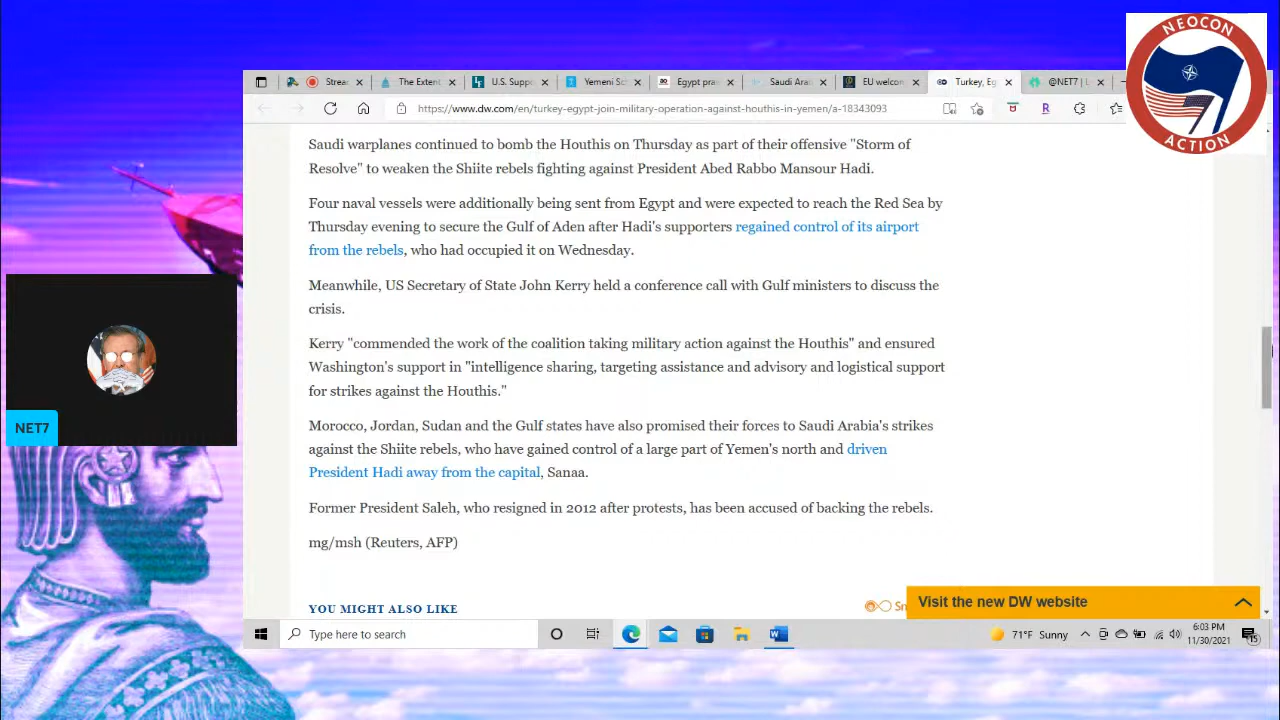 NEOCON
ACTION
Strea
The Extent
U.S. Suppo
Yemeni Sc
Egypt pra
Saudi Ara
EU welcon
Turkey, Eg
@NET7 | L
https://www.dw.com/en/turkey-egypt-join-military-operation-against-houthis-in-yemen/a-18343093
Saudi warplanes continued to bomb the Houthis on Thursday as part of their offensive "Storm of
Resolve" to weaken the Shiite rebels fighting against President Abed Rabbo Mansour Hadi.
Four naval vessels were additionally being sent from Egypt and were expected to reach the Red Sea by
Thursday evening to secure the Gulf of Aden after Hadi's supporters regained control of its airport
from the rebels, who had occupied it on Wednesday.
Meanwhile, US Secretary of State John Kerry held a conference call with Gulf ministers to discuss the
crisis.
Kerry "commended the work of the coalition taking military action against the Houthis" and ensured
Washington's support in "intelligence sharing, targeting assistance and advisory and logistical support
for strikes against the Houthis."
Morocco, Jordan, Sudan and the Gulf states have also promised their forces to Saudi Arabia's strikes
against the Shiite rebels, who have gained control of a large part of Yemen's north and driven
President Hadi away from the capital, Sanaa.
Former President Saleh, who resigned in 2012 after protests, has been accused of backing the rebels.
mg/msh (Reuters, AFP)
YOU MIGHT ALSO LIKE
Visit the new DW website
NET7
Type here to search
71°F Sunny
6:03 PM
11/30/2021
15